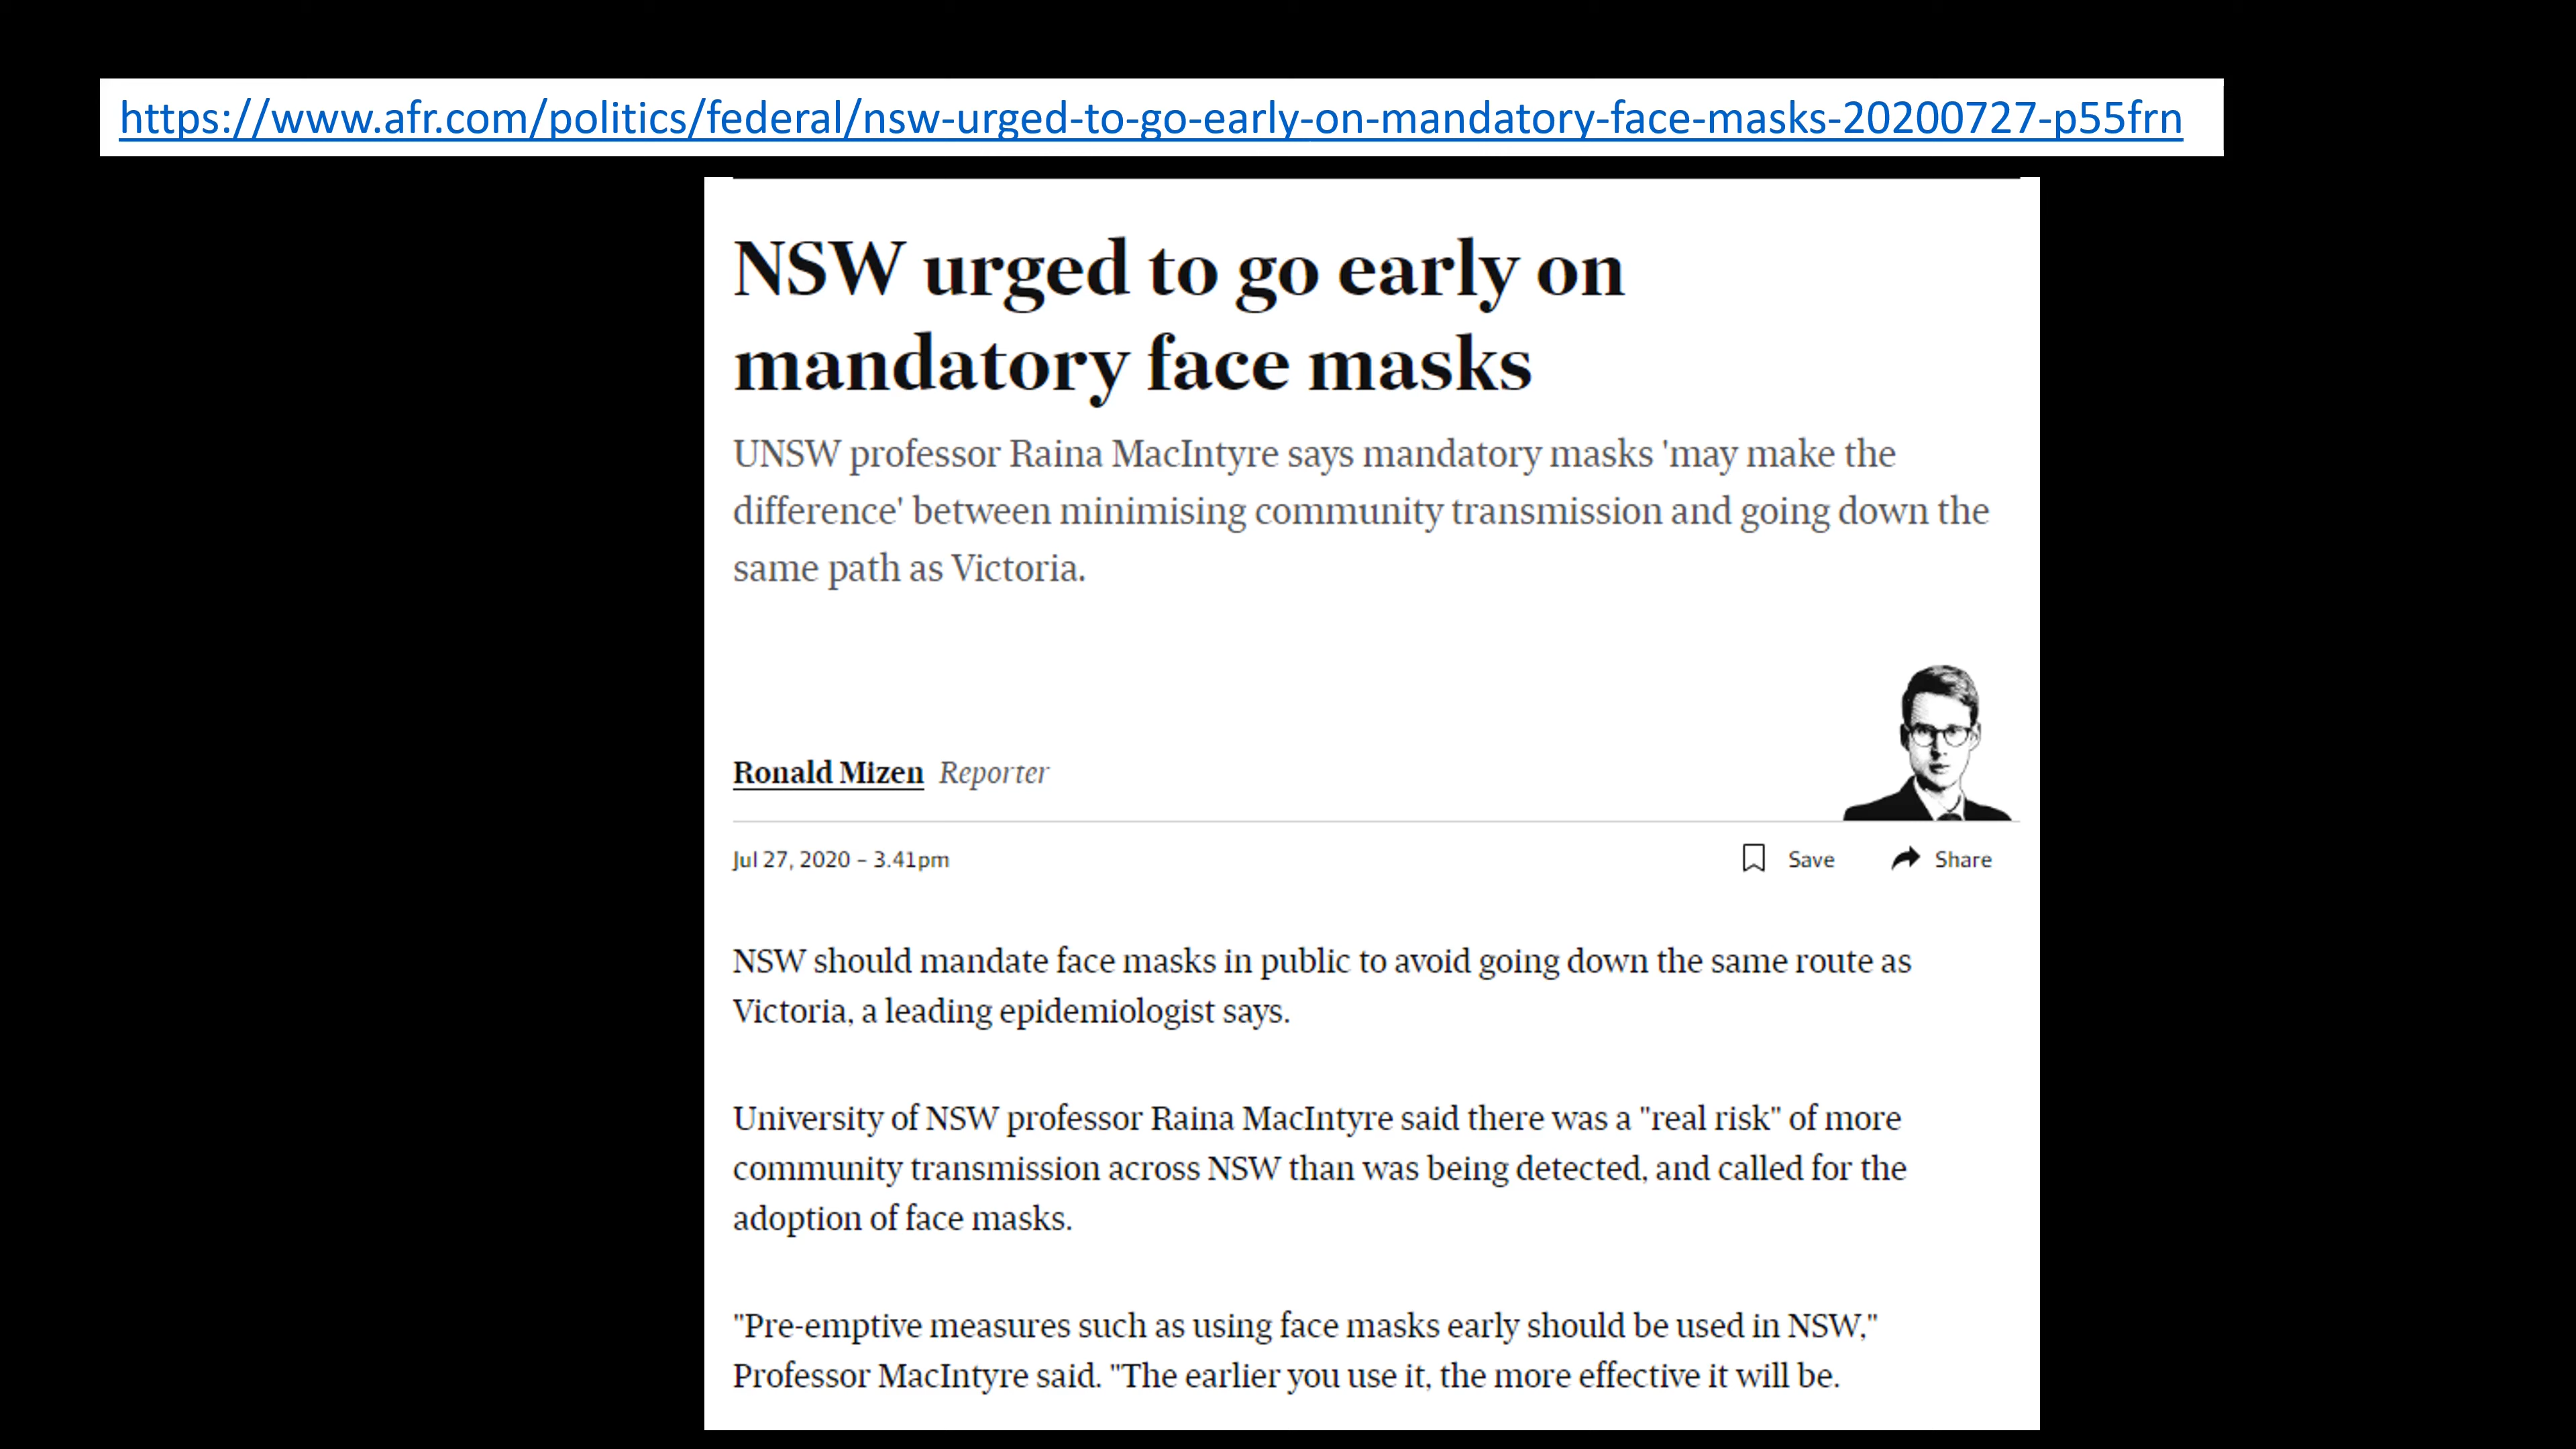 https://www.afr.com/politics/federal/nsw-urged-to-go-early-on-mandatory-face-masks-20200727-p55frn
NSW urged to go early on
mandatory face masks
UNSW professor Raina MacIntyre says mandatory masks 'may make the
difference' between minimising community transmission and going down the
same path as Victoria.
Ronald Mizen Reporter
Jul 27, 2020 – 3.41pm Save Share
NSW should mandate face masks in public to avoid going down the same route as
Victoria, a leading epidemiologist says.
University of NSW professor Raina MacIntyre said there was a "real risk" of more
community transmission across NSW than was being detected, and called for the
adoption of face masks.
"Pre-emptive measures such as using face masks early should be used in NSW,"
Professor MacIntyre said. "The earlier you use it, the more effective it will be.